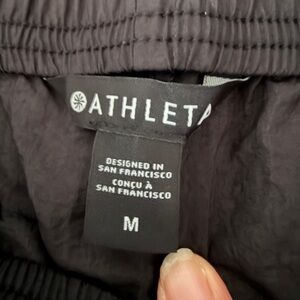 ATHLETA
DESIGNED IN
SAN FRANCISCO
CONÇU À
SAN FRANCISCO
M